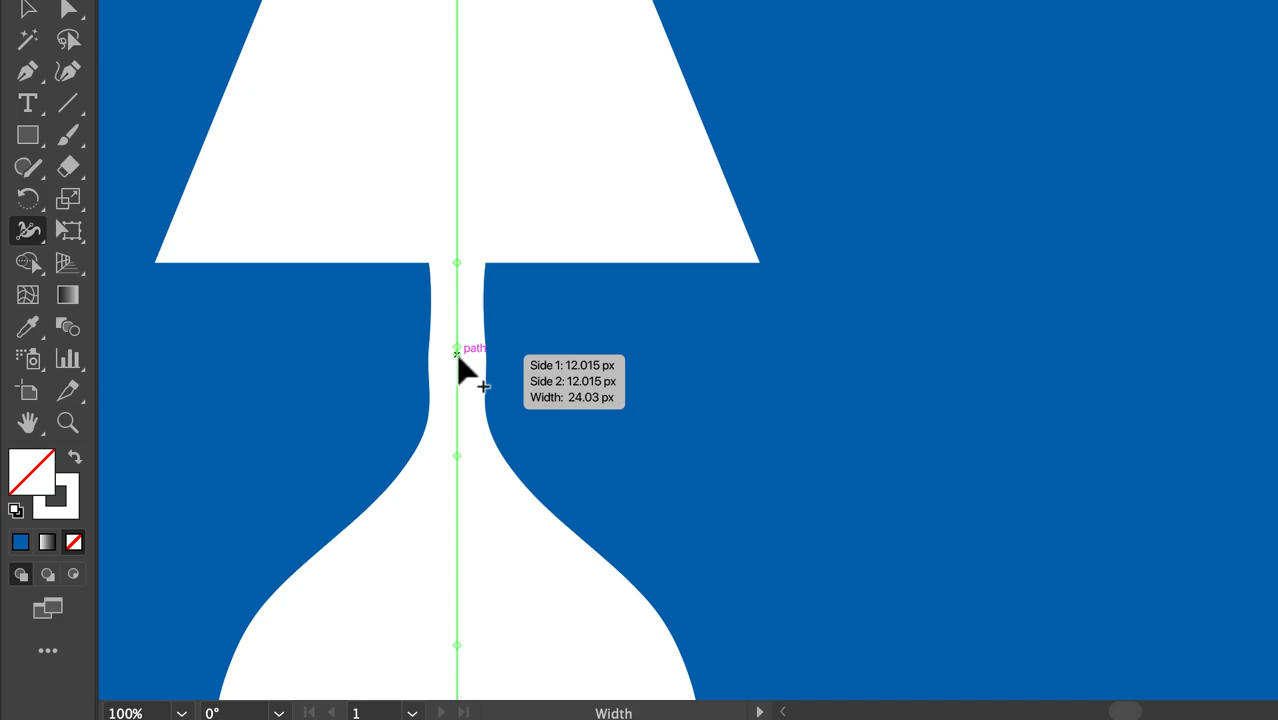 path
Side 1: 12.015 px
Side 2: 12.015 px
Width: 24.03 px
100%
0°
1
Width